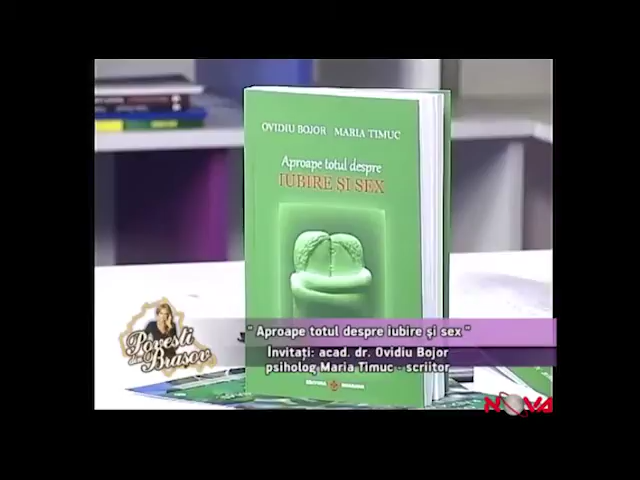 OVIDIU BOJOR MARIA TIMUC
Aproape totul despre
IUBIRE ȘI SEX
" Aproape totul despre iubire și sex "
Invitați: acad. dr. Ovidiu Bojor
psiholog Maria Timuc - scriitor
Povesti
din Brașov
NOVA